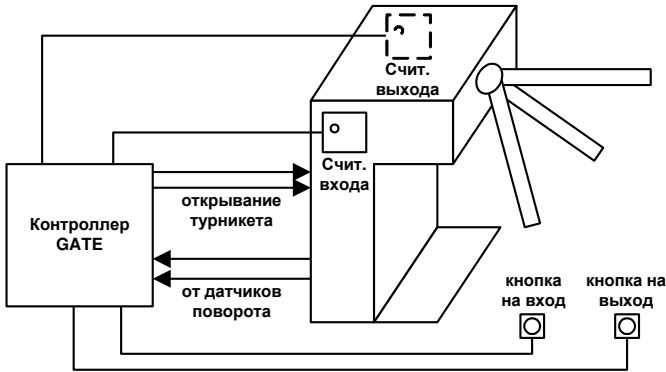 Счит.
выхода
Счит.
входа
открывание
турникета
Контроллер
GATE
от датчиков
поворота
кнопка
на вход
кнопка на
выход